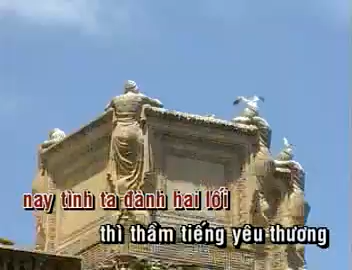 nay tình ta đành hai lối
thì thầm tiếng yêu thương